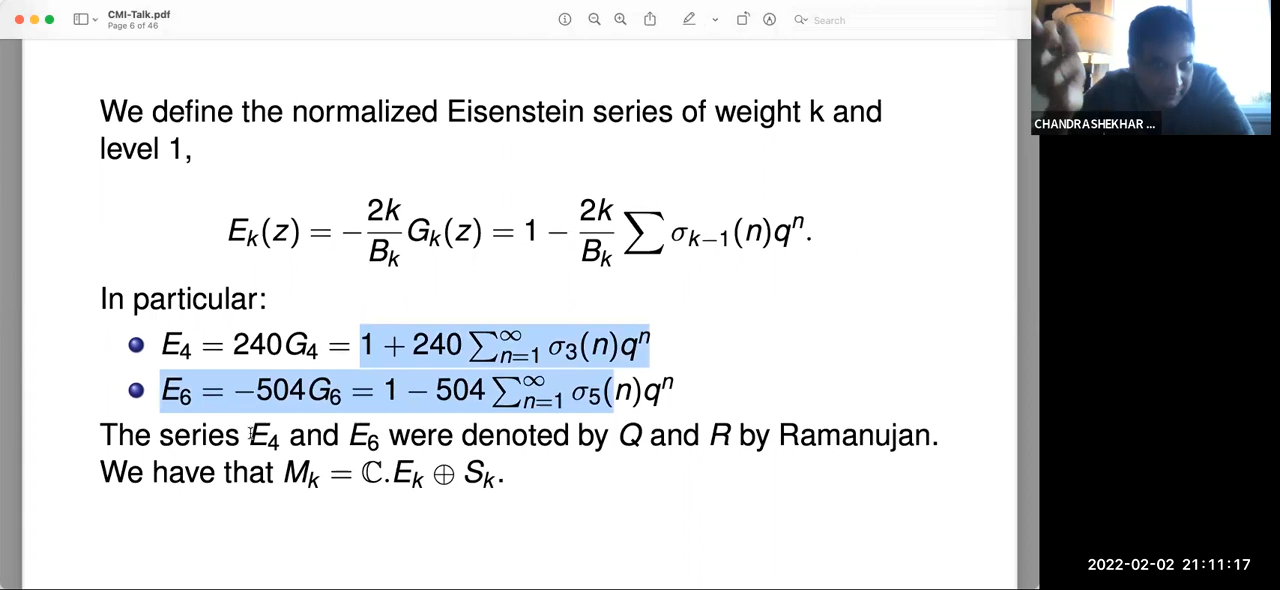 CMI-Talk.pdf
Page 6 of 46
Search
CHANDRASHEKHAR ...
We define the normalized Eisenstein series of weight k and
level 1,
E_k(z) = −\frac{2k}{B_k} G_k(z) = 1 − \frac{2k}{B_k} ∑ σ_{k−1}(n)q^n.
In particular:
E_4 = 240G_4 = 1 + 240 ∑_{n=1}^{∞} σ_3(n)q^n
E_6 = −504G_6 = 1 − 504 ∑_{n=1}^{∞} σ_5(n)q^n
The series E_4 and E_6 were denoted by Q and R by Ramanujan.
We have that M_k = ℂ.E_k ⊕ S_k.
2022-02-02 21:11:17